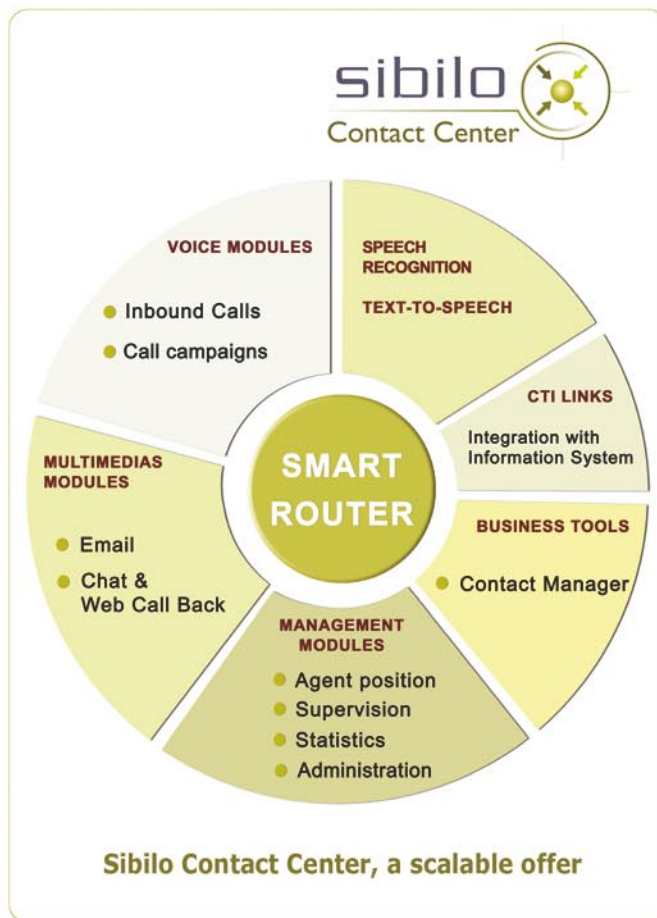 sibilo
Contact Center
VOICE MODULES
Inbound Calls
Call campaigns
SPEECH
RECOGNITION
TEXT-TO-SPEECH
CTI LINKS
Integration with
Information System
BUSINESS TOOLS
Contact Manager
MANAGEMENT
MODULES
Agent position
Supervision
Statistics
Administration
MULTIMEDIAS
MODULES
Email
Chat &
Web Call Back
SMART
ROUTER
Sibilo Contact Center, a scalable offer